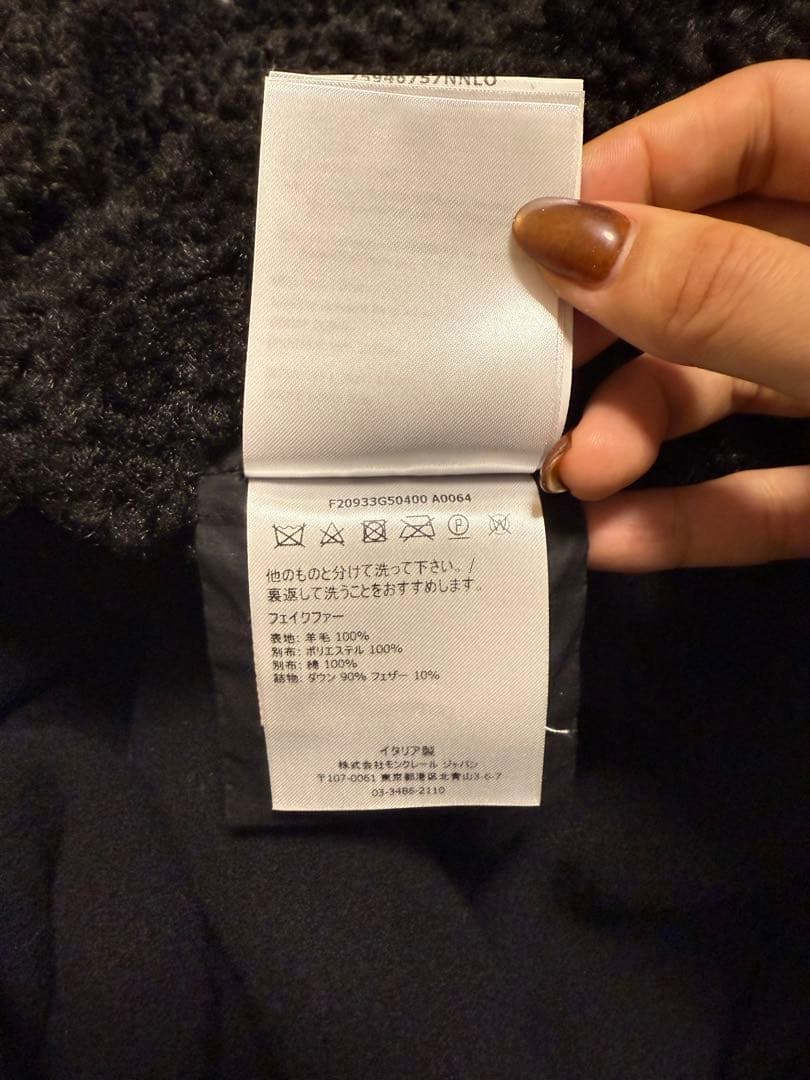 F20933G50400 A0064
他のものと分けて洗って下さい。/
裏返して洗うことをおすすめします。
フェイクファー
表地: 羊毛 100%
別布: ポリエステル 100%
別布: 綿 100%
詰物: ダウン 90% フェザー 10%
イタリア製
株式会社モンクレール ジャパン
〒107-0061 東京都港区北青山3-6-7
03-3486-2110